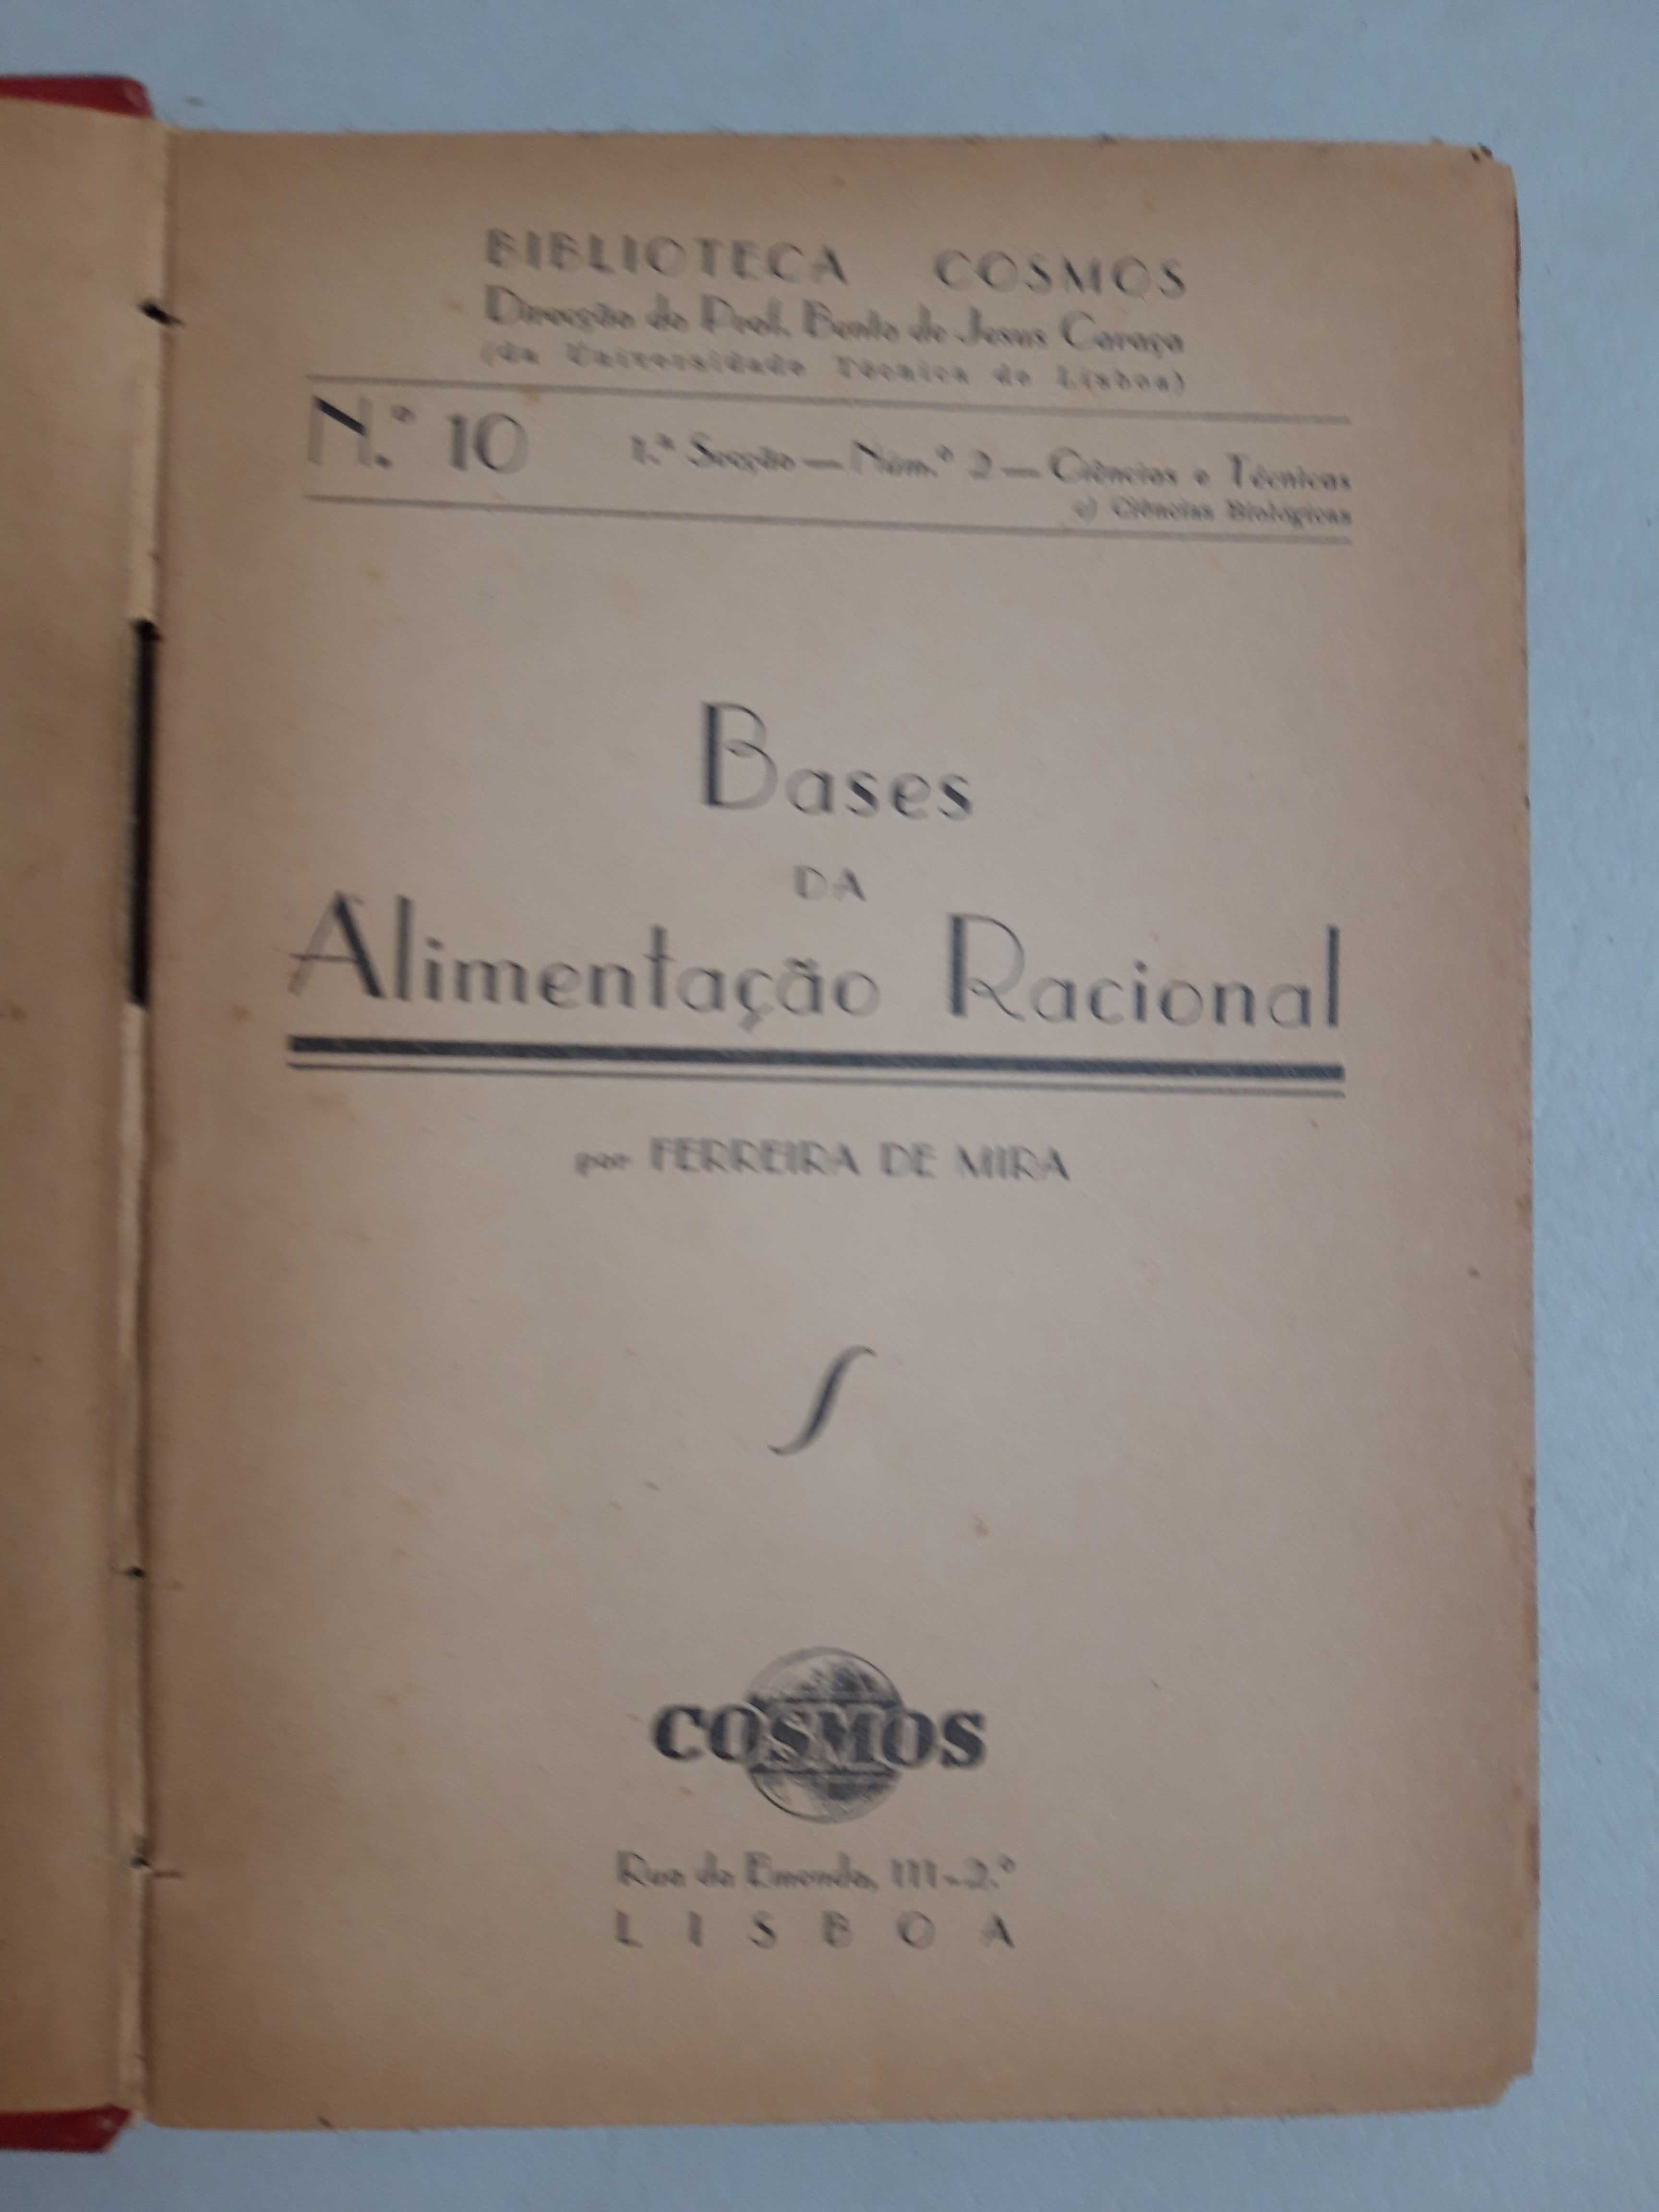 BIBLIOTECA COSMOS
Direcção do Prof. Bento de Jesus Caraça
(da Universidade Técnica de Lisboa)
N.º 10 1.ª Secção — Núm.º 2 — Ciências e Técnicas
c) Ciências Biológicas
Bases
DA
Alimentação Racional
por FERREIRA DE MIRA
COSMOS
Rua da Emenda, 111-2.º
LISBOA